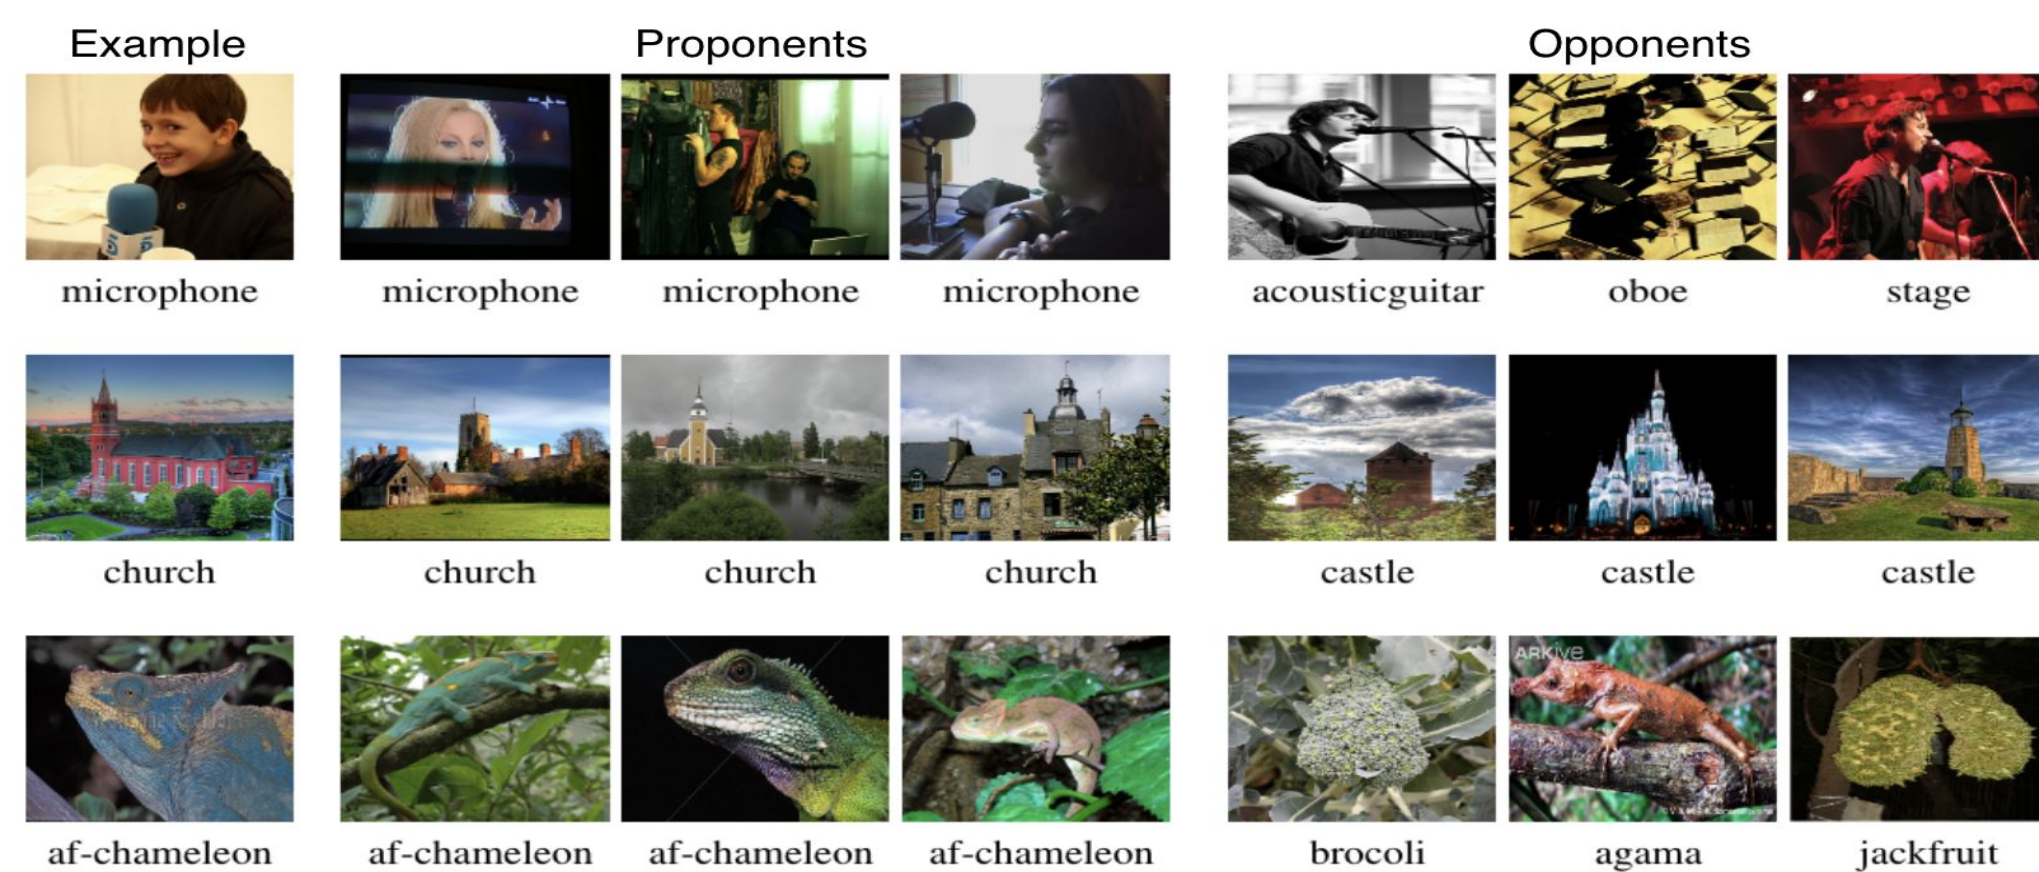 Example Proponents Opponents
microphone microphone microphone microphone acousticguitar oboe stage
church church church church castle castle castle
ARKive
af-chameleon af-chameleon af-chameleon af-chameleon brocoli agama jackfruit